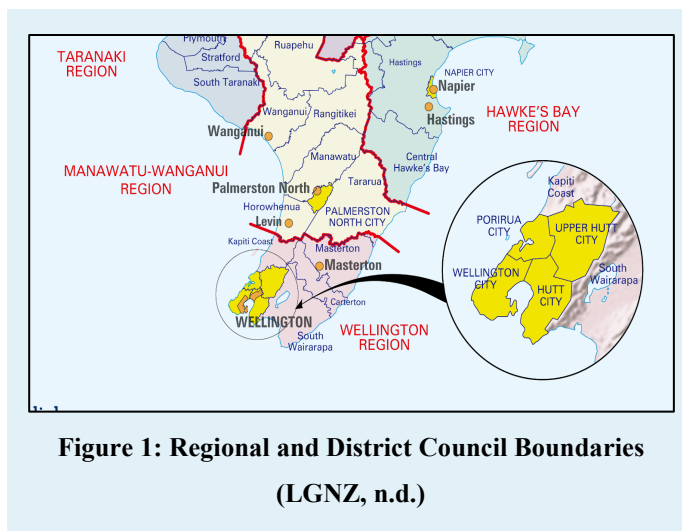 TARANAKI
REGION
Plymouth
Stratford
South Taranaki
Ruapehu
Hastings
NAPIER CITY
Napier
Hastings
HAWKE'S BAY
REGION
Wanganui
Rangitikei
Wanganui
MANAWATU-WANGANUI
REGION
Manawatu
Central
Hawke's Bay
Palmerston North
Tararua
Horowhenua
PALMERSTON
NORTH CITY
Levin
Kapiti Coast
Masterton
Masterton
Carterton
WELLINGTON
South
Wairarapa
WELLINGTON
REGION
Kapiti
Coast
PORIRUA
CITY
UPPER HUTT
CITY
WELLINGTON
CITY
HUTT
CITY
South
Wairarapa
Figure 1: Regional and District Council Boundaries
(LGNZ, n.d.)